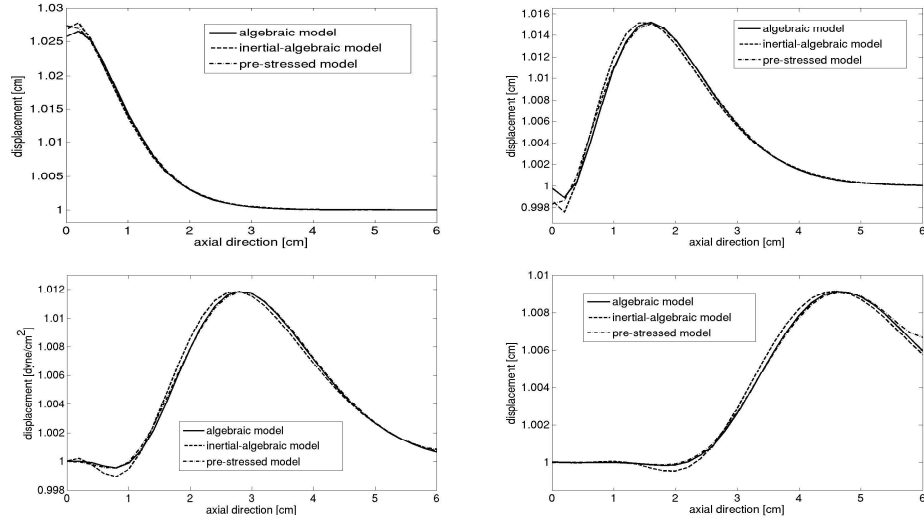 1.03
1.025
1.02
1.015
1.01
1.005
1
displacement [cm]
algebraic model
inertial-algebraic model
pre-stressed model
0 1 2 3 4 5 6
axial direction [cm]
1.016
1.014
1.012
1.01
1.008
1.006
1.004
1.002
1
0.998
displacement [cm]
algebraic model
inertial-algebraic model
pre-stressed model
0 1 2 3 4 5 6
axial direction [cm]
1.012
1.01
1.008
1.006
1.004
1.002
1
0.998
displacement [dyne/cm²]
algebraic model
inertial-algebraic model
pre-stressed model
0 1 2 3 4 5 6
axial direction [cm]
1.01
1.008
1.006
1.004
1.002
1
displacement [cm]
algebraic model
inertial-algebraic model
pre-stressed model
0 1 2 3 4 5 6
axial direction [cm]